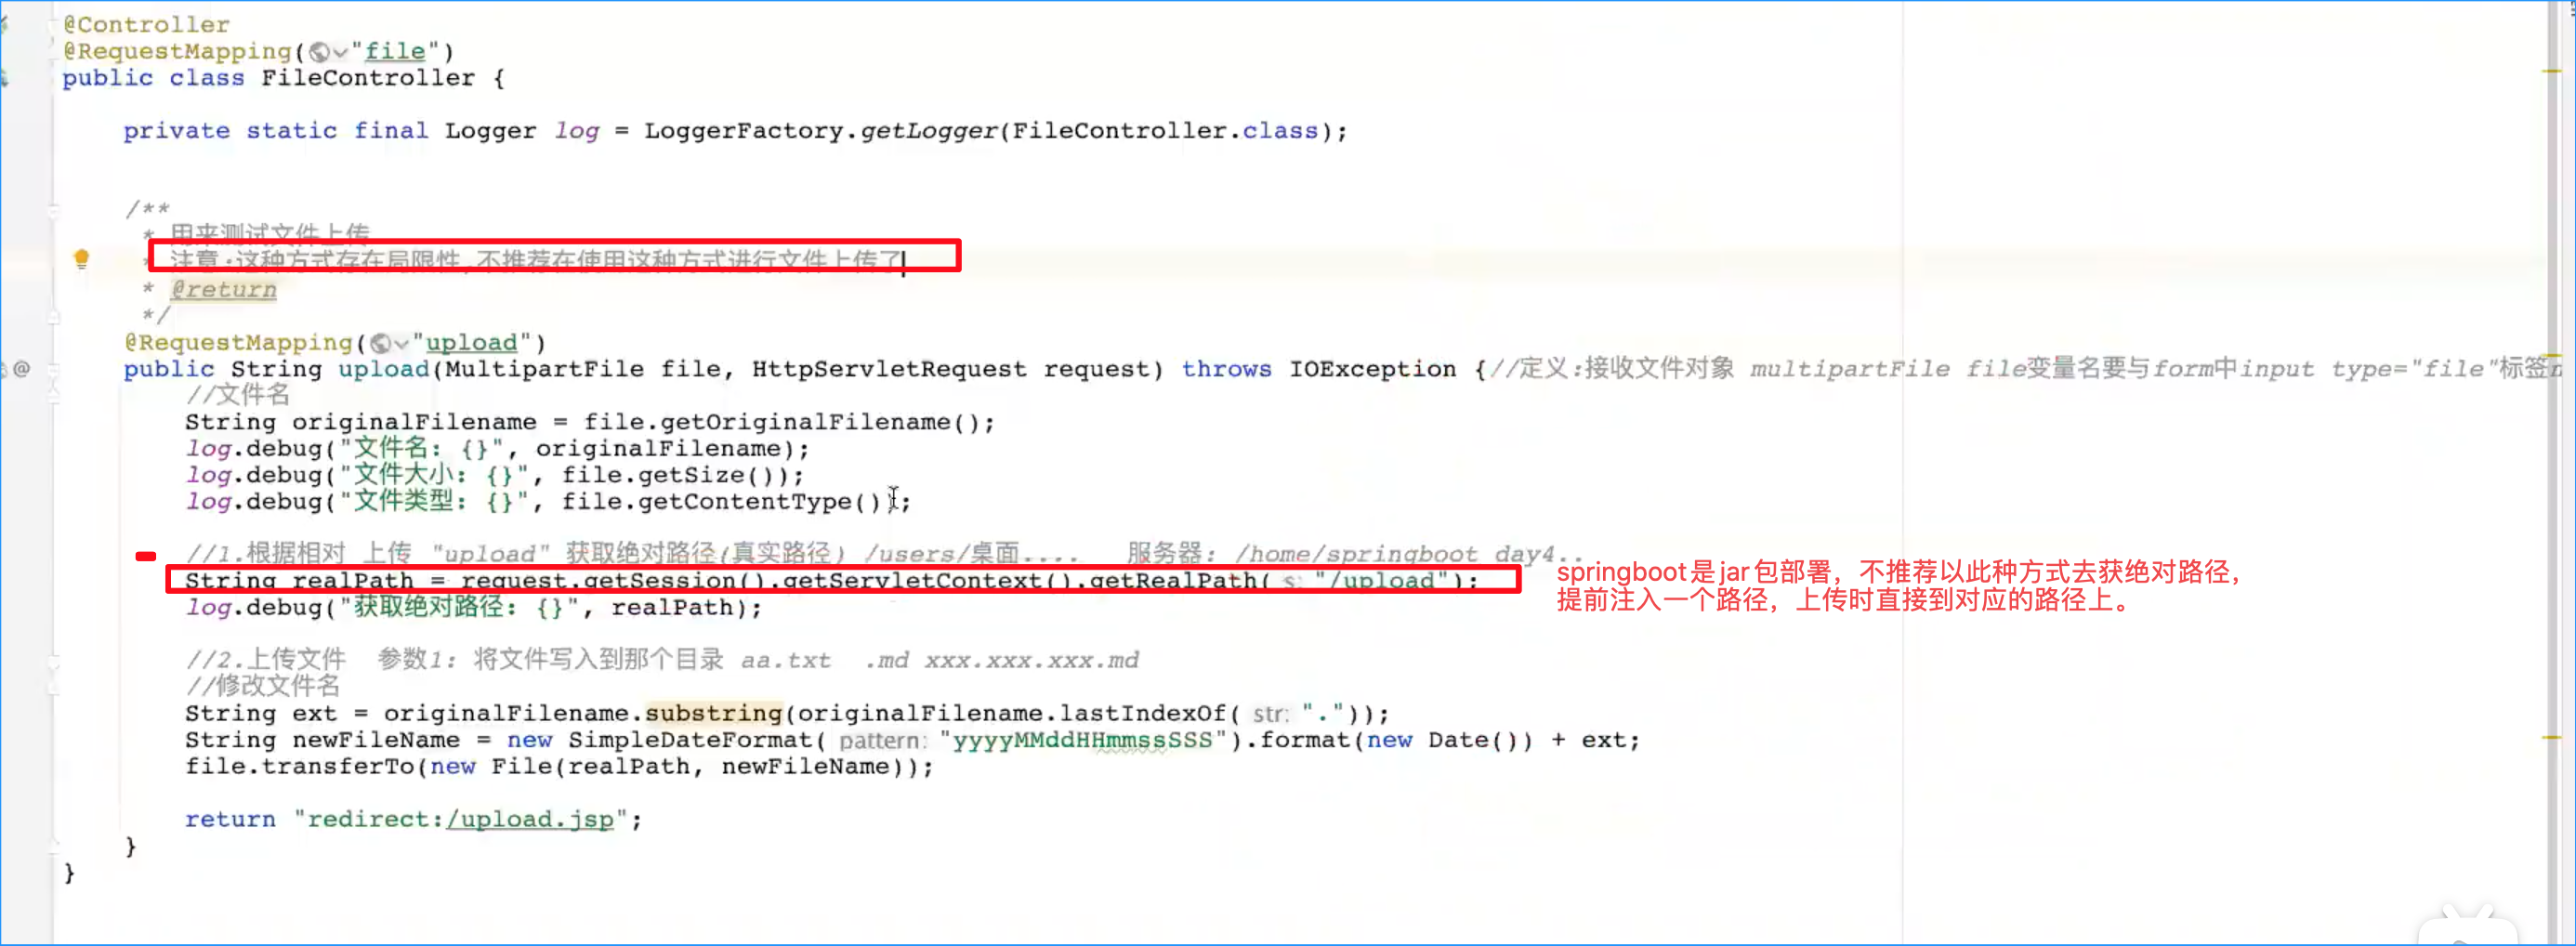 @Controller
@RequestMapping("file")
public class FileController {
private static final Logger log = LoggerFactory.getLogger(FileController.class);
/**
* 用来测试文件上传
* 注意:这种方式存在局限性,不推荐在使用这种方式进行文件上传了
* @return
*/
@RequestMapping("upload")
public String upload(MultipartFile file, HttpServletRequest request) throws IOException {//定义:接收文件对象 multipartFile file变量名要与form中input type="file"标签n
//文件名
String originalFilename = file.getOriginalFilename();
log.debug("文件名: {}", originalFilename);
log.debug("文件大小: {}", file.getSize());
log.debug("文件类型: {}", file.getContentType());
//1.根据相对 上传 "upload" 获取绝对路径(真实路径) /users/桌面.... 服务器: /home/springboot_day4..
String realPath = request.getSession().getServletContext().getRealPath( s: "/upload");
springboot是jar包部署，不推荐以此种方式去获绝对路径，
提前注入一个路径，上传时直接到对应的路径上。
log.debug("获取绝对路径: {}", realPath);
//2.上传文件 参数1: 将文件写入到那个目录 aa.txt .md xxx.xxx.xxx.md
//修改文件名
String ext = originalFilename.substring(originalFilename.lastIndexOf( str: "."));
String newFileName = new SimpleDateFormat( pattern: "yyyyMMddHHmmssSSS").format(new Date()) + ext;
file.transferTo(new File(realPath, newFileName));
return "redirect:/upload.jsp";
}
}